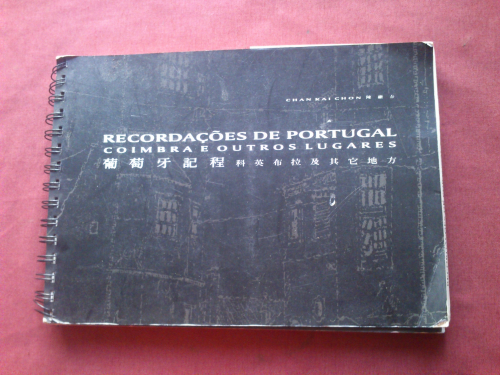 CHAN KAI CHON
RECORDAÇÕES DE PORTUGAL
COIMBRA E OUTROS LUGARES
葡萄牙記程 科英布拉及其它地方